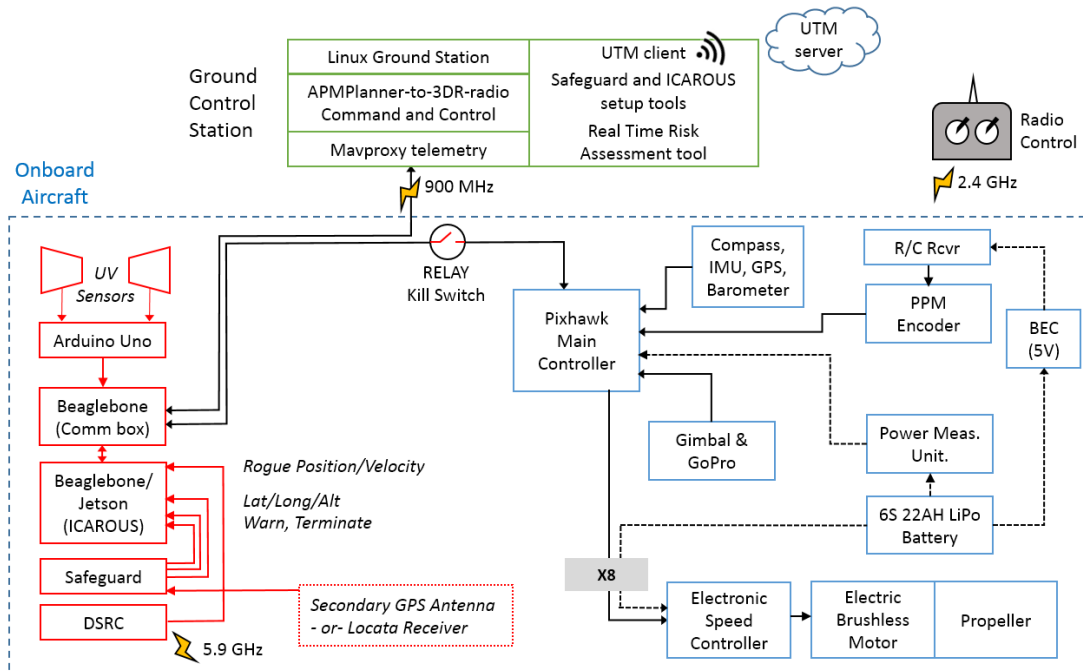 UTM
server
Ground
Control
Station
Linux Ground Station
APMPlanner-to-3DR-radio
Command and Control
Mavproxy telemetry
UTM client
Safeguard and ICAROUS
setup tools
Real Time Risk
Assessment tool
Radio
Control
2.4 GHz
900 MHz
Onboard
Aircraft
UV
Sensors
Arduino Uno
Beaglebone
(Comm box)
Beaglebone/
Jetson
(ICAROUS)
Safeguard
DSRC
5.9 GHz
RELAY
Kill Switch
Rogue Position/Velocity
Lat/Long/Alt
Warn, Terminate
Secondary GPS Antenna
- or- Locata Receiver
Pixhawk
Main
Controller
Compass,
IMU, GPS,
Barometer
R/C Rcvr
PPM
Encoder
BEC
(5V)
Gimbal &
GoPro
Power Meas.
Unit.
6S 22AH LiPo
Battery
X8
Electronic
Speed
Controller
Electric
Brushless
Motor
Propeller